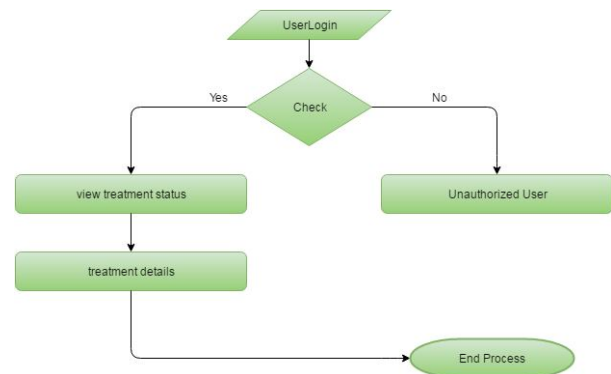 UserLogin
Check
Yes
No
view treatment status
Unauthorized User
treatment details
End Process